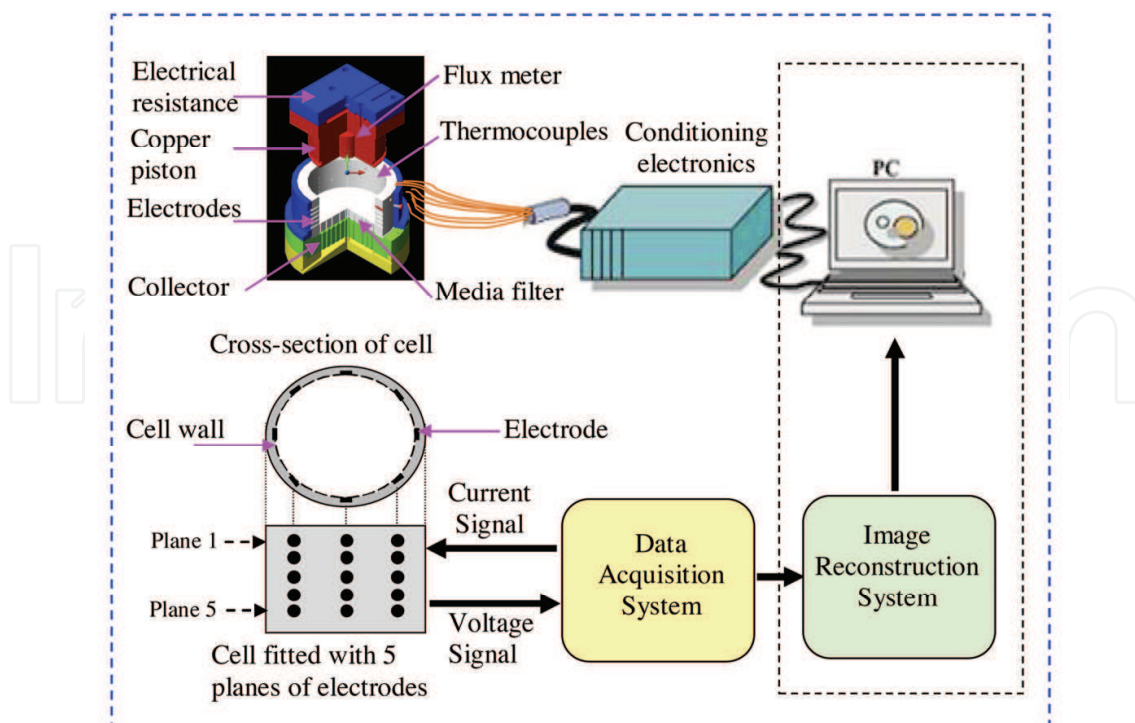 Electrical
resistance
Copper
piston
Electrodes
Collector
Flux meter
Thermocouples
Media filter
Conditioning
electronics
PC
Cross-section of cell
Cell wall
Electrode
Plane 1
Plane 5
Current
Signal
Voltage
Signal
Cell fitted with 5
planes of electrodes
Data
Acquisition
System
Image
Reconstruction
System